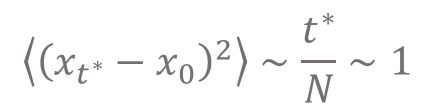 ⟨(x_{t*} − x_0)^2⟩ ~ t*/N ~ 1